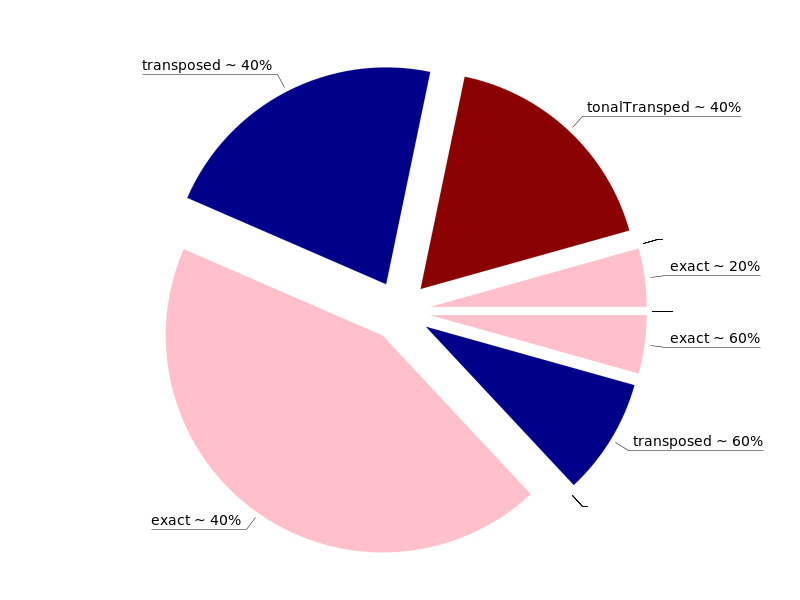 transposed ~ 40%
tonalTransped ~ 40%
exact ~ 20%
exact ~ 60%
transposed ~ 60%
exact ~ 40%